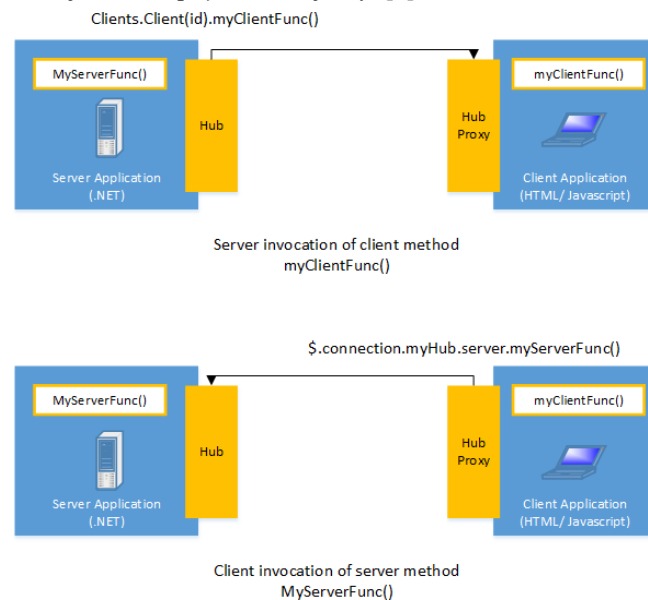 Clients.Client(id).myClientFunc()
MyServerFunc()
myClientFunc()
Hub
Hub
Proxy
Server Application
(.NET)
Client Application
(HTML/ Javascript)
Server invocation of client method
myClientFunc()
$.connection.myHub.server.myServerFunc()
MyServerFunc()
myClientFunc()
Hub
Hub
Proxy
Server Application
(.NET)
Client Application
(HTML/ Javascript)
Client invocation of server method
MyServerFunc()